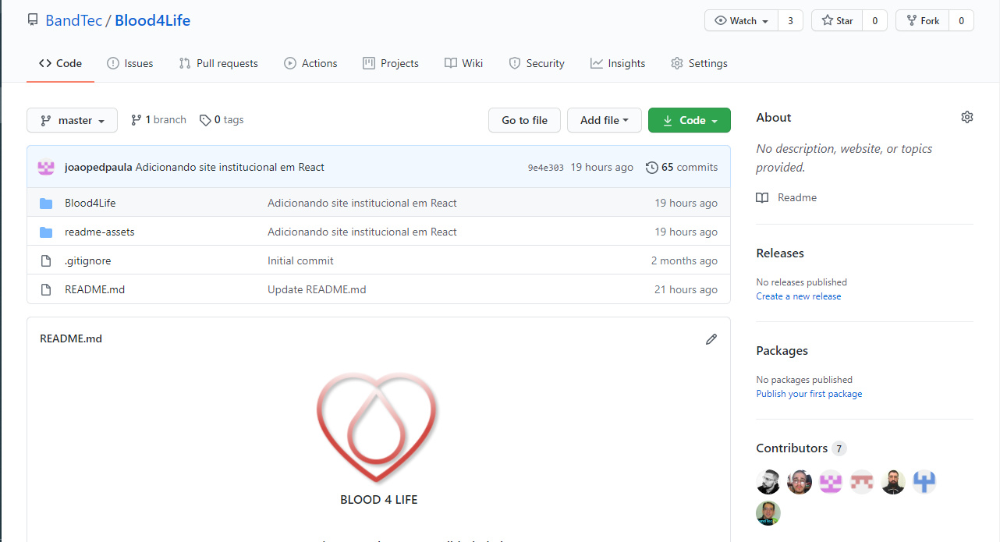 BandTec / Blood4Life
Watch 3 Star 0 Fork 0
Code Issues Pull requests Actions Projects Wiki Security Insights Settings
master 1 branch 0 tags Go to file Add file Code
joaopedpaula Adicionando site institucional em React 9e4e303 19 hours ago 65 commits
Blood4Life Adicionando site institucional em React 19 hours ago
readme-assets Adicionando site institucional em React 19 hours ago
.gitignore Initial commit 2 months ago
README.md Update README.md 21 hours ago
README.md
BLOOD 4 LIFE
About
No description, website, or topics
provided.
Readme
Releases
No releases published
Create a new release
Packages
No packages published
Publish your first package
Contributors 7